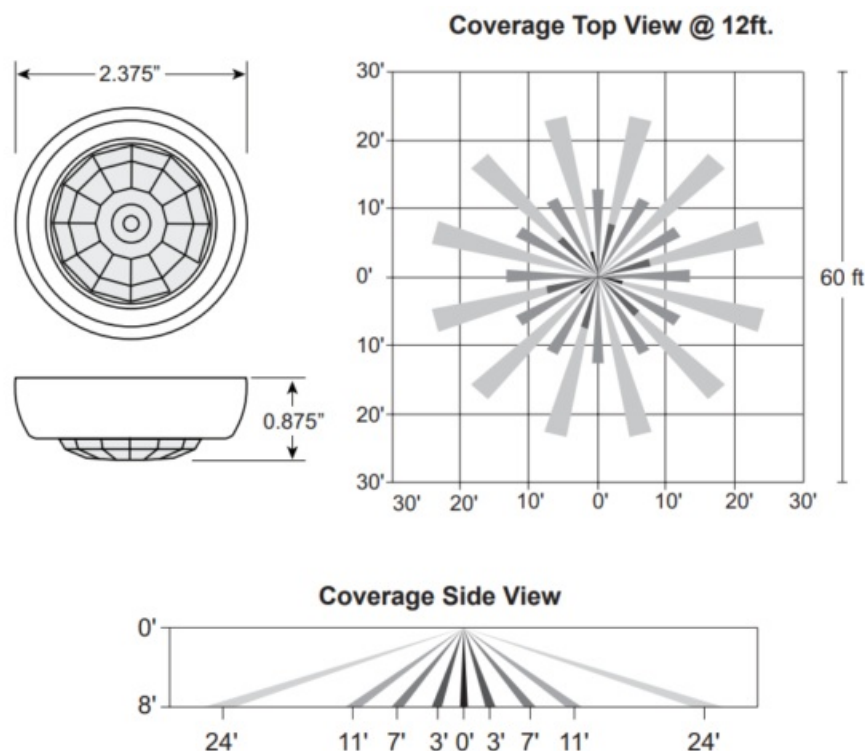 Coverage Top View @ 12ft.
2.375”
0.875”
30'
20'
10'
0'
10'
20'
30'
30' 20' 10' 0' 10' 20' 30'
60 ft
Coverage Side View
0'
8'
24' 11' 7' 3' 0' 3' 7' 11' 24'